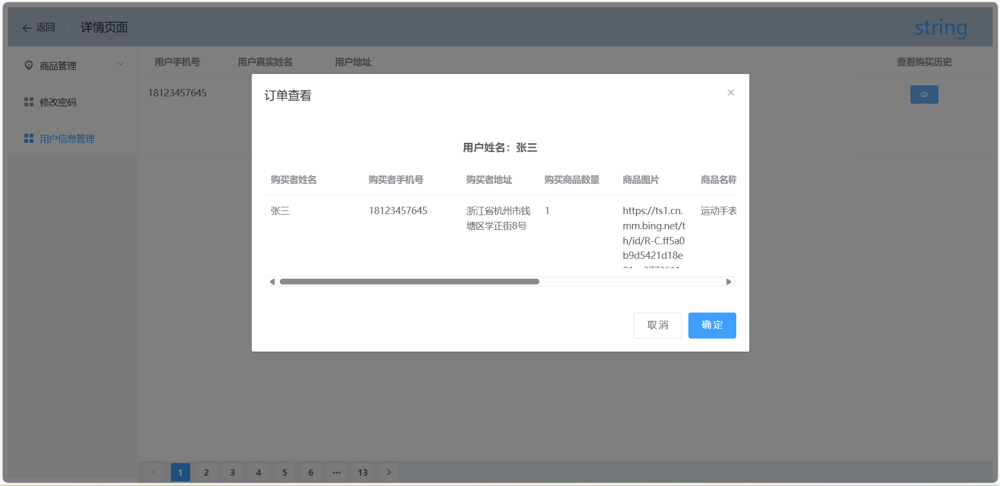 返回
详情页面
string
商品管理
修改密码
用户信息管理
用户手机号 用户真实姓名 用户地址 查看购买历史
18123457645
订单查看
用户姓名：张三
购买者姓名 购买者手机号 购买者地址 购买商品数量 商品图片 商品名称
张三 18123457645 浙江省杭州市钱 1 https://ts1.cn. 运动手表
塘区学正街8号 mm.bing.net/t
h/id/R-C.ff5a0
b9d5421d18e
取消 确定
1 2 3 4 5 6 ··· 13